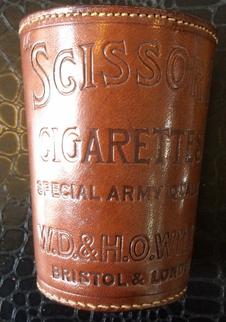 "SCISSOR
CIGARETTES
SPECIAL ARMY QUA
W.D.&H.O.W
BRISTOL & LOND